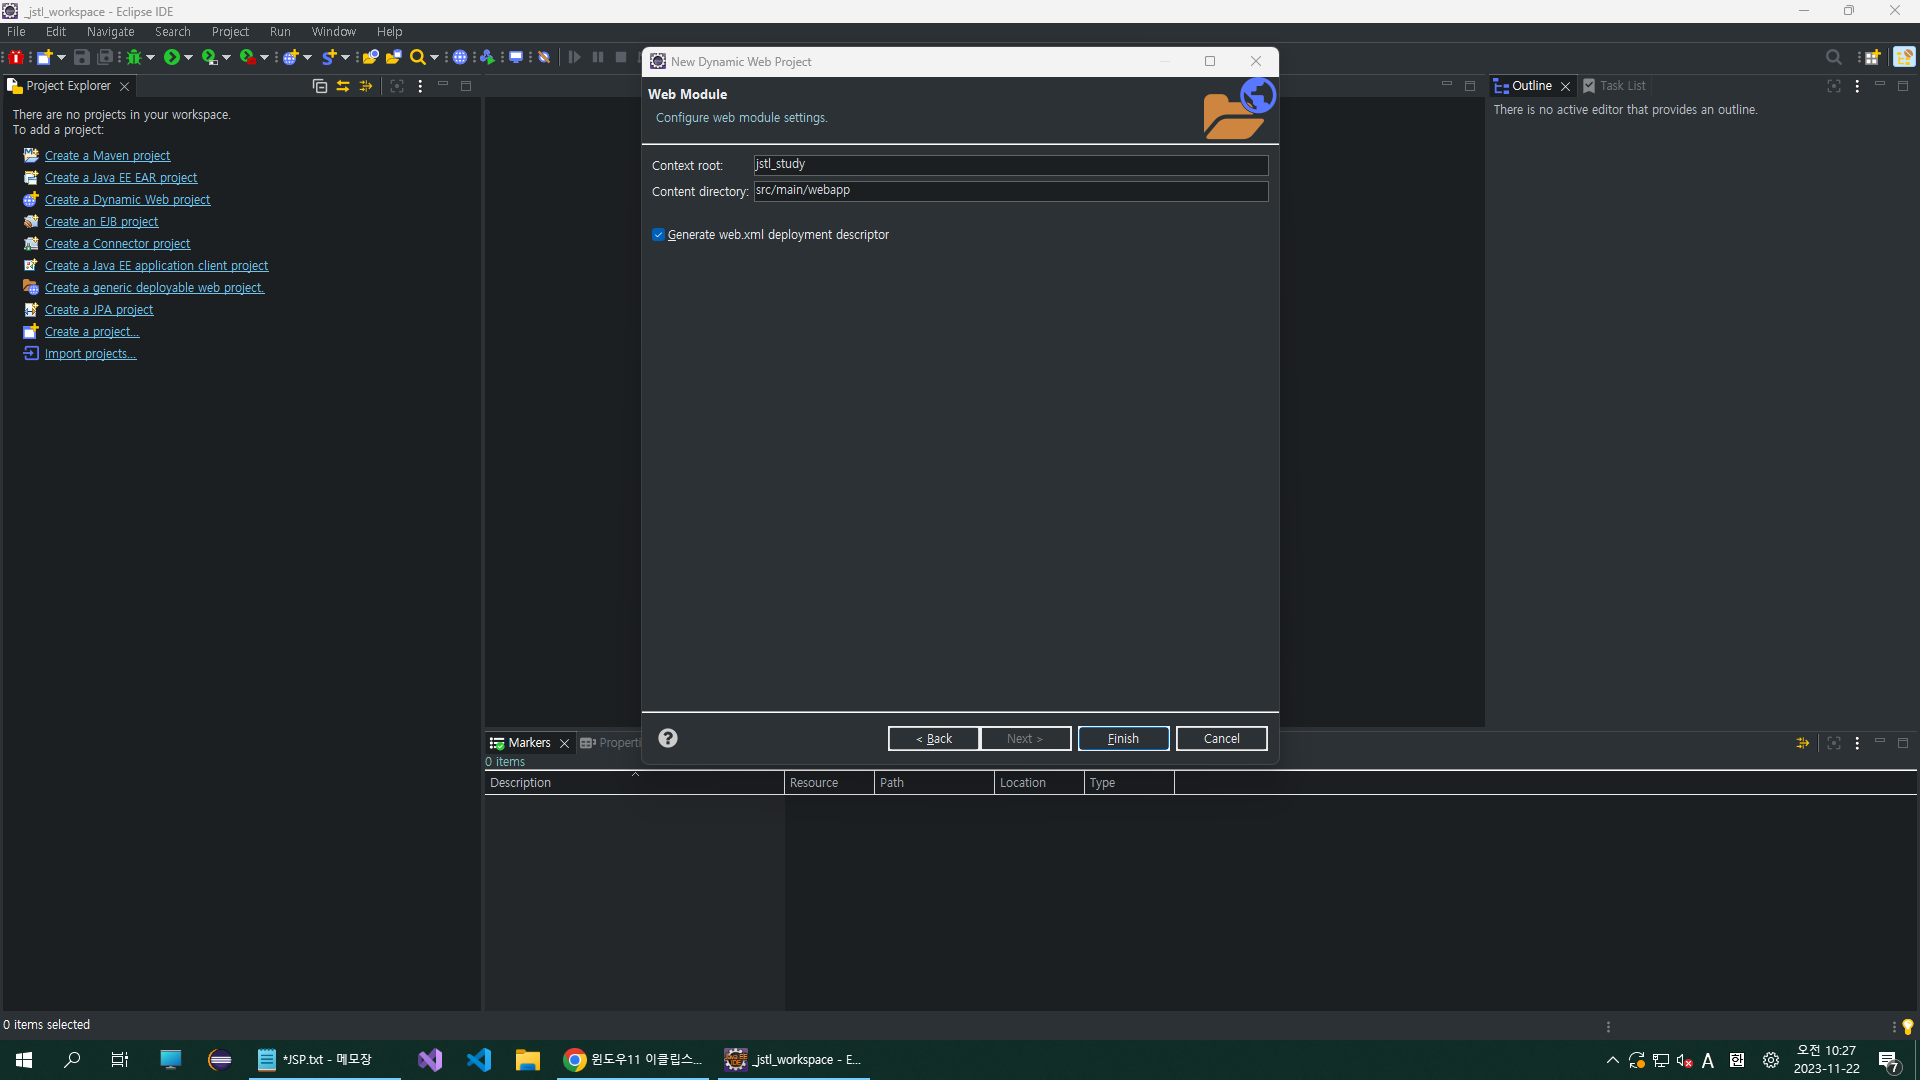 _jstl_workspace - Eclipse IDE
File Edit Navigate Search Project Run Window Help
Project Explorer
There are no projects in your workspace.
To add a project:
Create a Maven project
Create a Java EE EAR project
Create a Dynamic Web project
Create an EJB project
Create a Connector project
Create a Java EE application client project
Create a generic deployable web project.
Create a JPA project
Create a project...
Import projects...
New Dynamic Web Project
Web Module
Configure web module settings.
Context root: jstl_study
Content directory: src/main/webapp
Generate web.xml deployment descriptor
< Back Next > Finish Cancel
Outline Task List
There is no active editor that provides an outline.
Markers Properti
0 items
Description Resource Path Location Type
0 items selected
*JSP.txt - 메모장
윈도우11 이클립스...
_jstl_workspace - E...
A
오전 10:27
2023-11-22
7